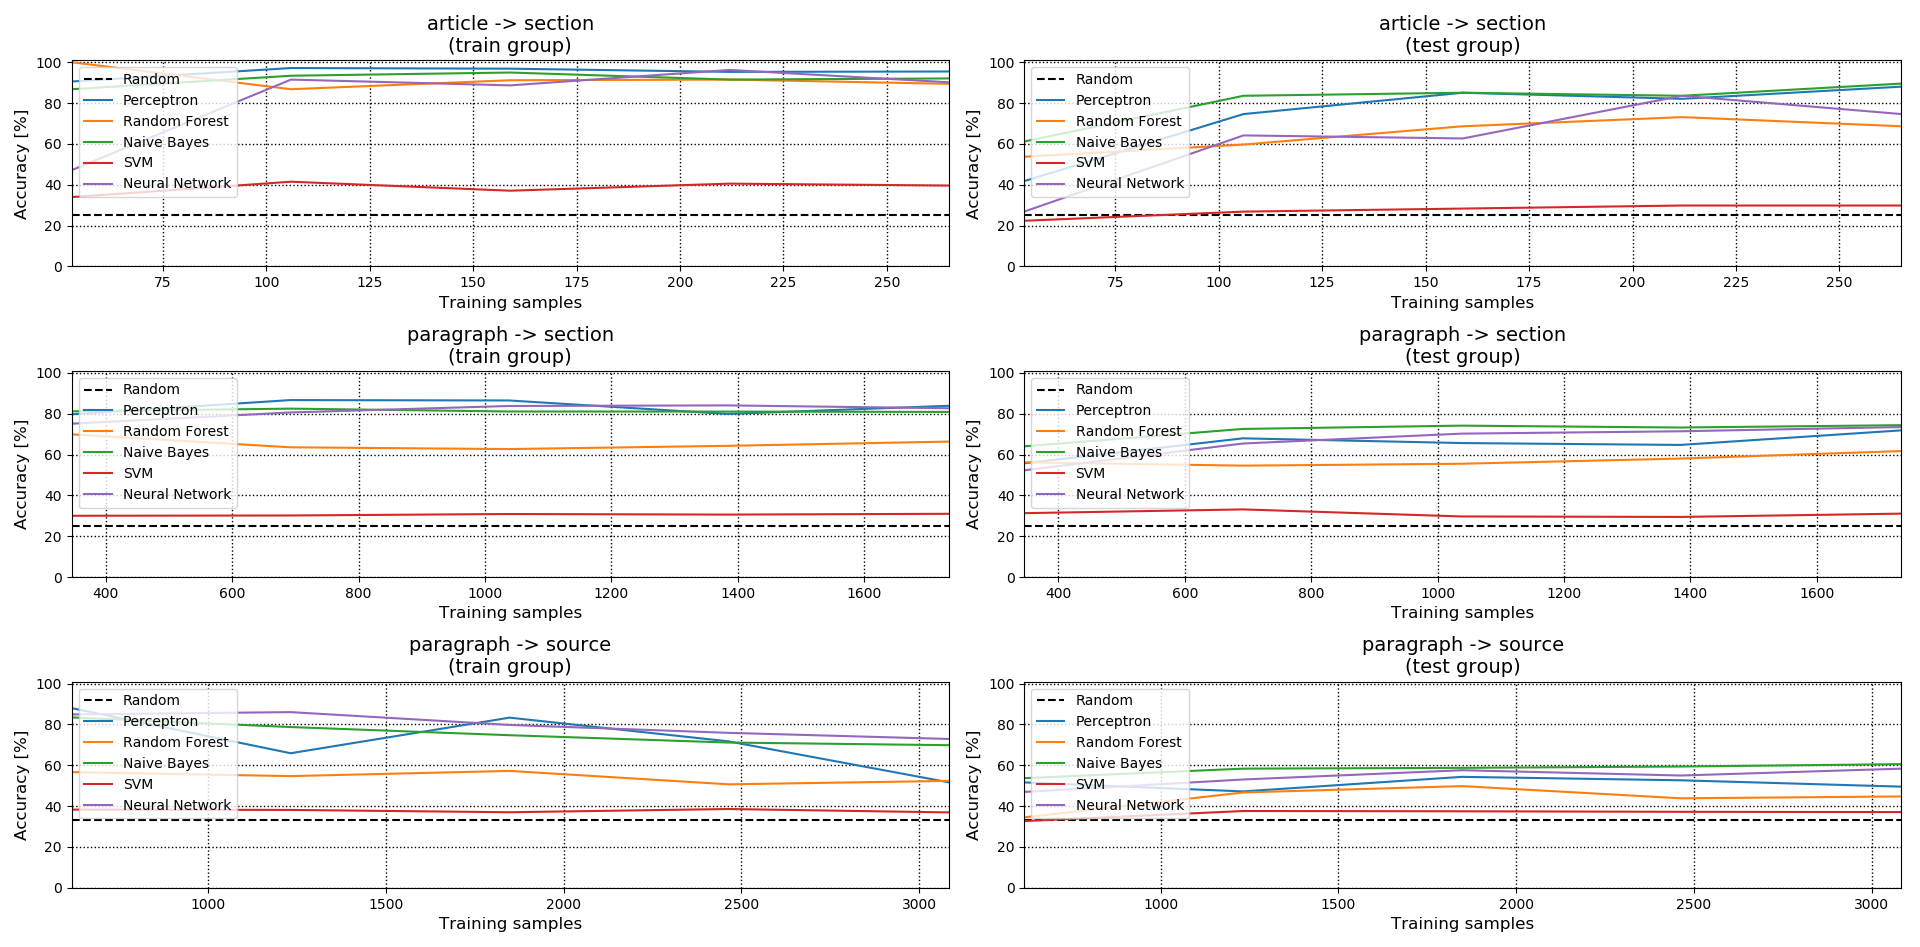 article -> section
(train group)
100
80
60
40
20
0
Accuracy [%]
Random
Perceptron
Random Forest
Naive Bayes
SVM
Neural Network
75 100 125 150 175 200 225 250
Training samples
article -> section
(test group)
100
80
60
40
20
0
Accuracy [%]
Random
Perceptron
Random Forest
Naive Bayes
SVM
Neural Network
75 100 125 150 175 200 225 250
Training samples
paragraph -> section
(train group)
100
80
60
40
20
0
Accuracy [%]
Random
Perceptron
Random Forest
Naive Bayes
SVM
Neural Network
400 600 800 1000 1200 1400 1600
Training samples
paragraph -> section
(test group)
100
80
60
40
20
0
Accuracy [%]
Random
Perceptron
Random Forest
Naive Bayes
SVM
Neural Network
400 600 800 1000 1200 1400 1600
Training samples
paragraph -> source
(train group)
100
80
60
40
20
0
Accuracy [%]
Random
Perceptron
Random Forest
Naive Bayes
SVM
Neural Network
1000 1500 2000 2500 3000
Training samples
paragraph -> source
(test group)
100
80
60
40
20
0
Accuracy [%]
Random
Perceptron
Random Forest
Naive Bayes
SVM
Neural Network
1000 1500 2000 2500 3000
Training samples